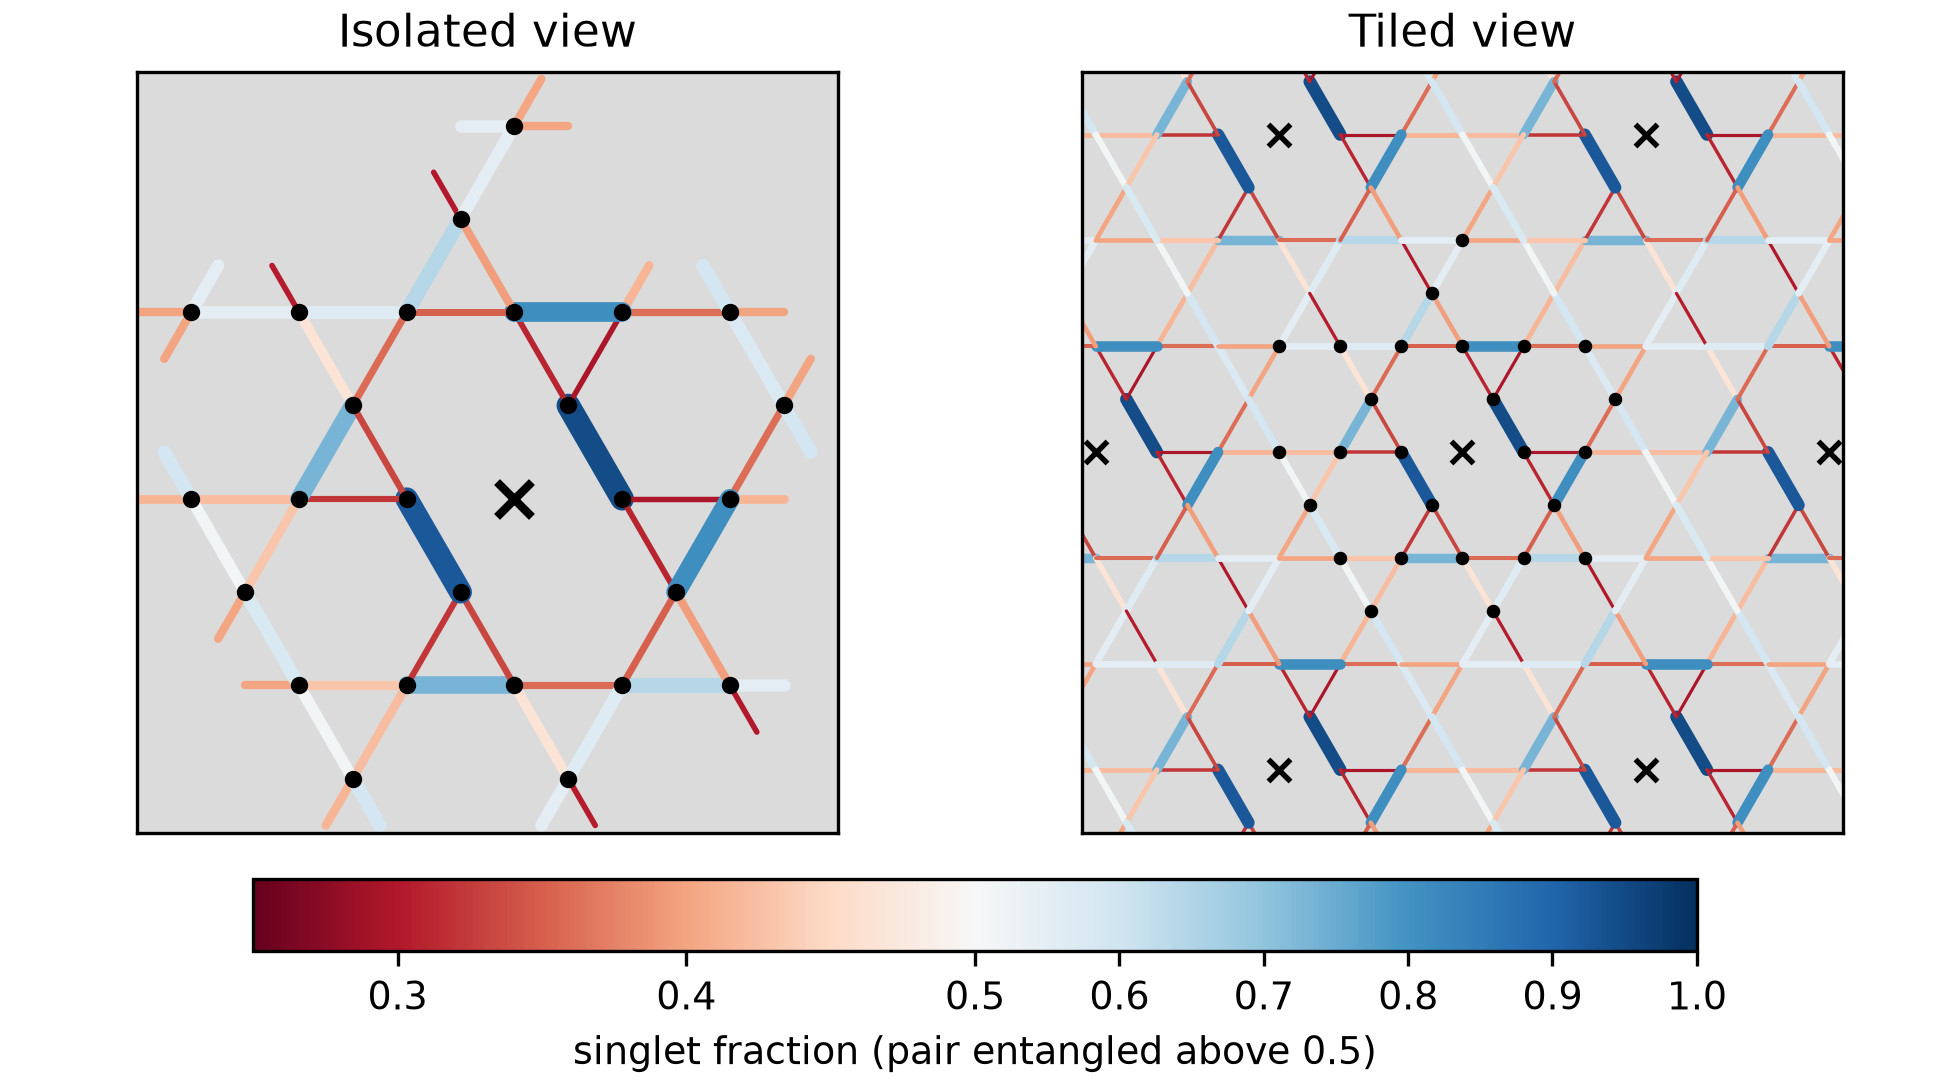 Isolated view
Tiled view
0.3 0.4 0.5 0.6 0.7 0.8 0.9 1.0
singlet fraction (pair entangled above 0.5)